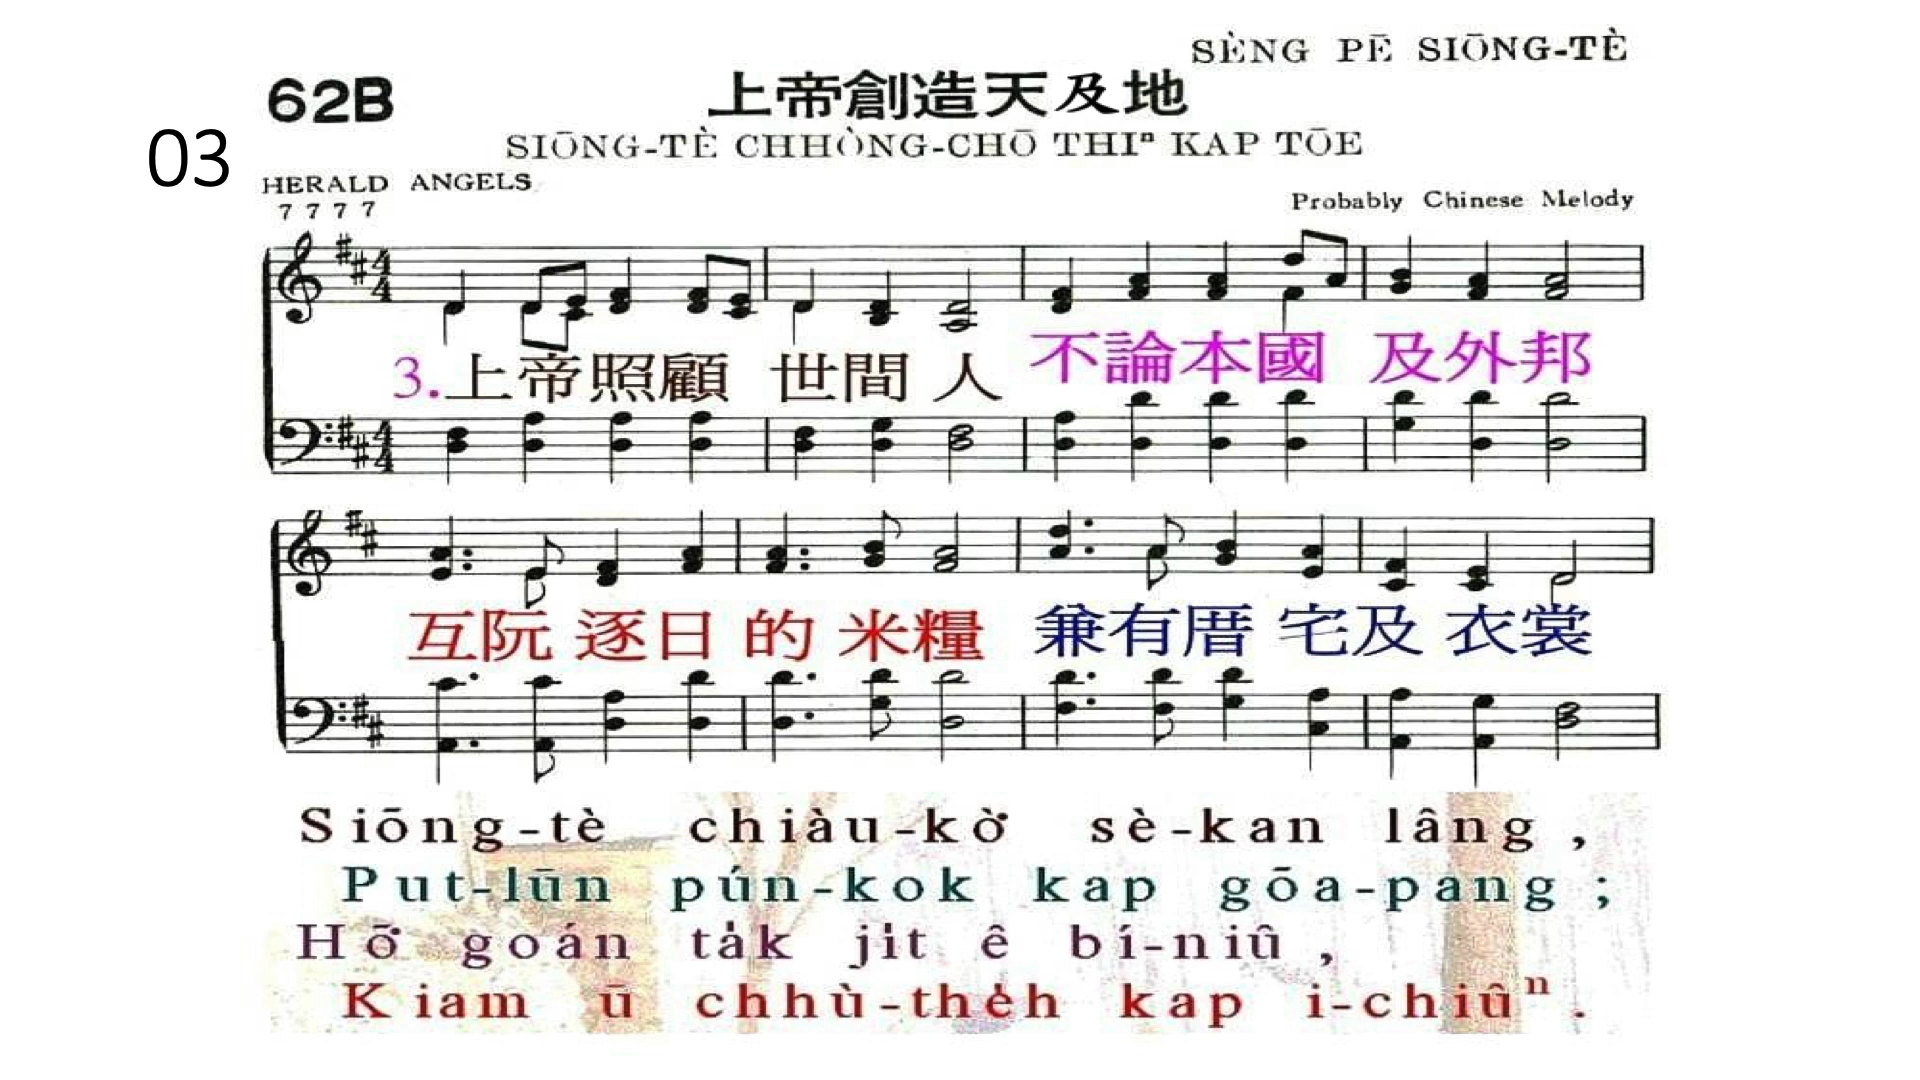 SÈNG PĒ SIŌNG-TÈ
62B
上帝創造天及地
03
SIŌNG-TÈ CHHÒNG-CHŌ THIⁿ KAP TŌE
HERALD ANGELS
7 7 7 7
Probably Chinese Melody
3.上帝照顧 世間 人 不論本國 及外邦
互阮 逐日 的 米糧 兼有厝 宅及 衣裳
Siōng-tè chiàu-kò͘ sè-kan lâng ,
Put-lūn pún-kok kap gōa-pang ;
Hō͘ goán ta̍k ji̍t ê bí-niû ,
Kiam ū chhù-the̍h kap i-chiûⁿ .